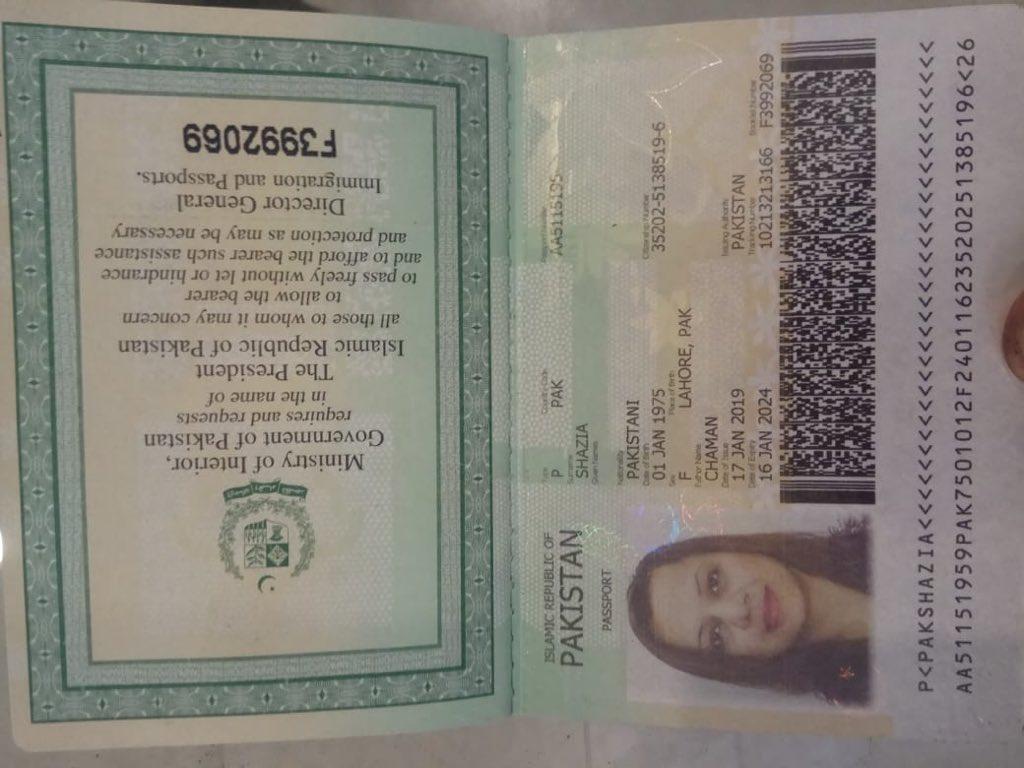 Ministry of Interior,
Government of Pakistan
requires and requests
in the name of
The President
Islamic Republic of Pakistan
all those to whom it may concern
to allow the bearer
to pass freely without let or hindrance
and to afford the bearer such assistance
and protection as may be necessary
Director General
Immigration and Passports.
F3992069
ISLAMIC REPUBLIC OF
PAKISTAN
PASSPORT
Type Country Code Passport Number
P PAK AA5115195
Surname
SHAZIA
Given Names
Nationality
PAKISTANI
Date of Birth Citizenship Number
01 JAN 1975 35202-5138519-6
Sex Place of Birth
F LAHORE, PAK
Father Name
CHAMAN
Date of Issue Issuing Authority
17 JAN 2019 PAKISTAN
Date of Expiry Tracking Number Booklet Number
16 JAN 2024 10213213166 F3992069
P<PAKSHAZIA<<<<<<<<<<<<<<<<<<<<<<<<<<<<<<<<<
AA51151959PAK7501012F24011623520251385196<26